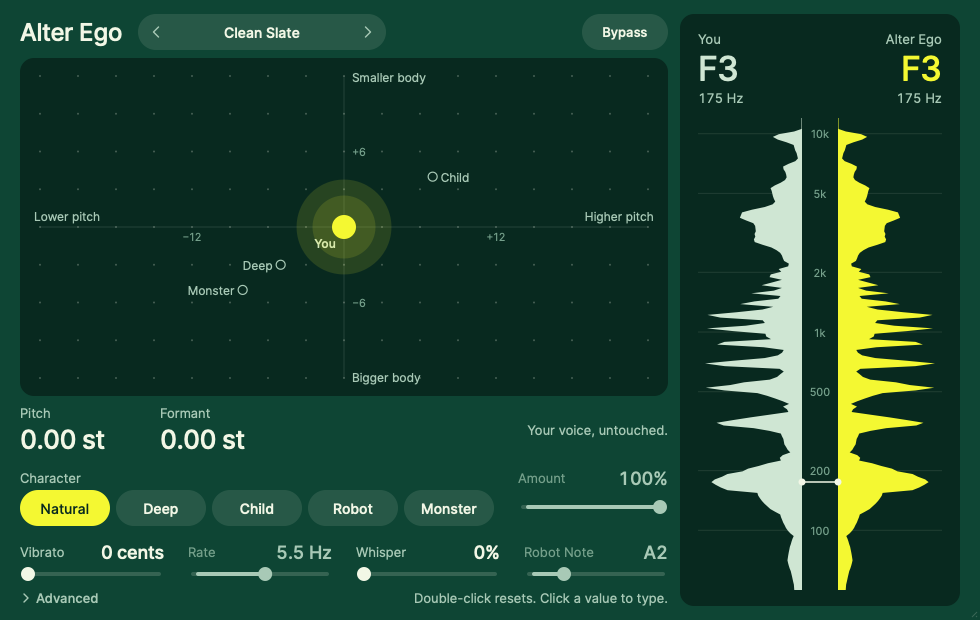 Alter Ego
Clean Slate
Bypass
Smaller body
+6
Child
Lower pitch
Higher pitch
−12
+12
You
Deep
Monster
−6
Bigger body
Pitch
0.00 st
Formant
0.00 st
Your voice, untouched.
Character
Natural
Deep
Child
Robot
Monster
Amount
100%
Vibrato
0 cents
Rate
5.5 Hz
Whisper
0%
Robot Note
A2
Advanced
Double-click resets. Click a value to type.
You
F3
175 Hz
Alter Ego
F3
175 Hz
10k
5k
2k
1k
500
200
100